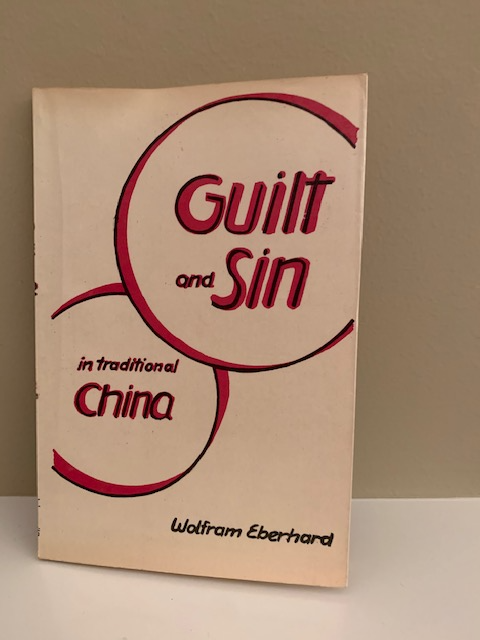 Guilt
and Sin
in traditional
China
Wolfram Eberhard